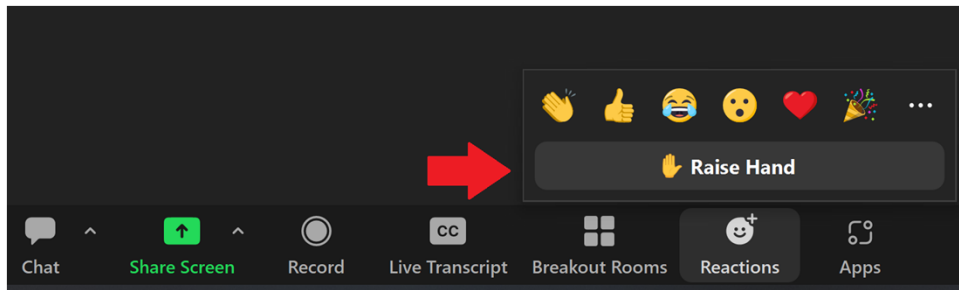 Raise Hand
CC
Chat
Share Screen
Record
Live Transcript
Breakout Rooms
Reactions
Apps